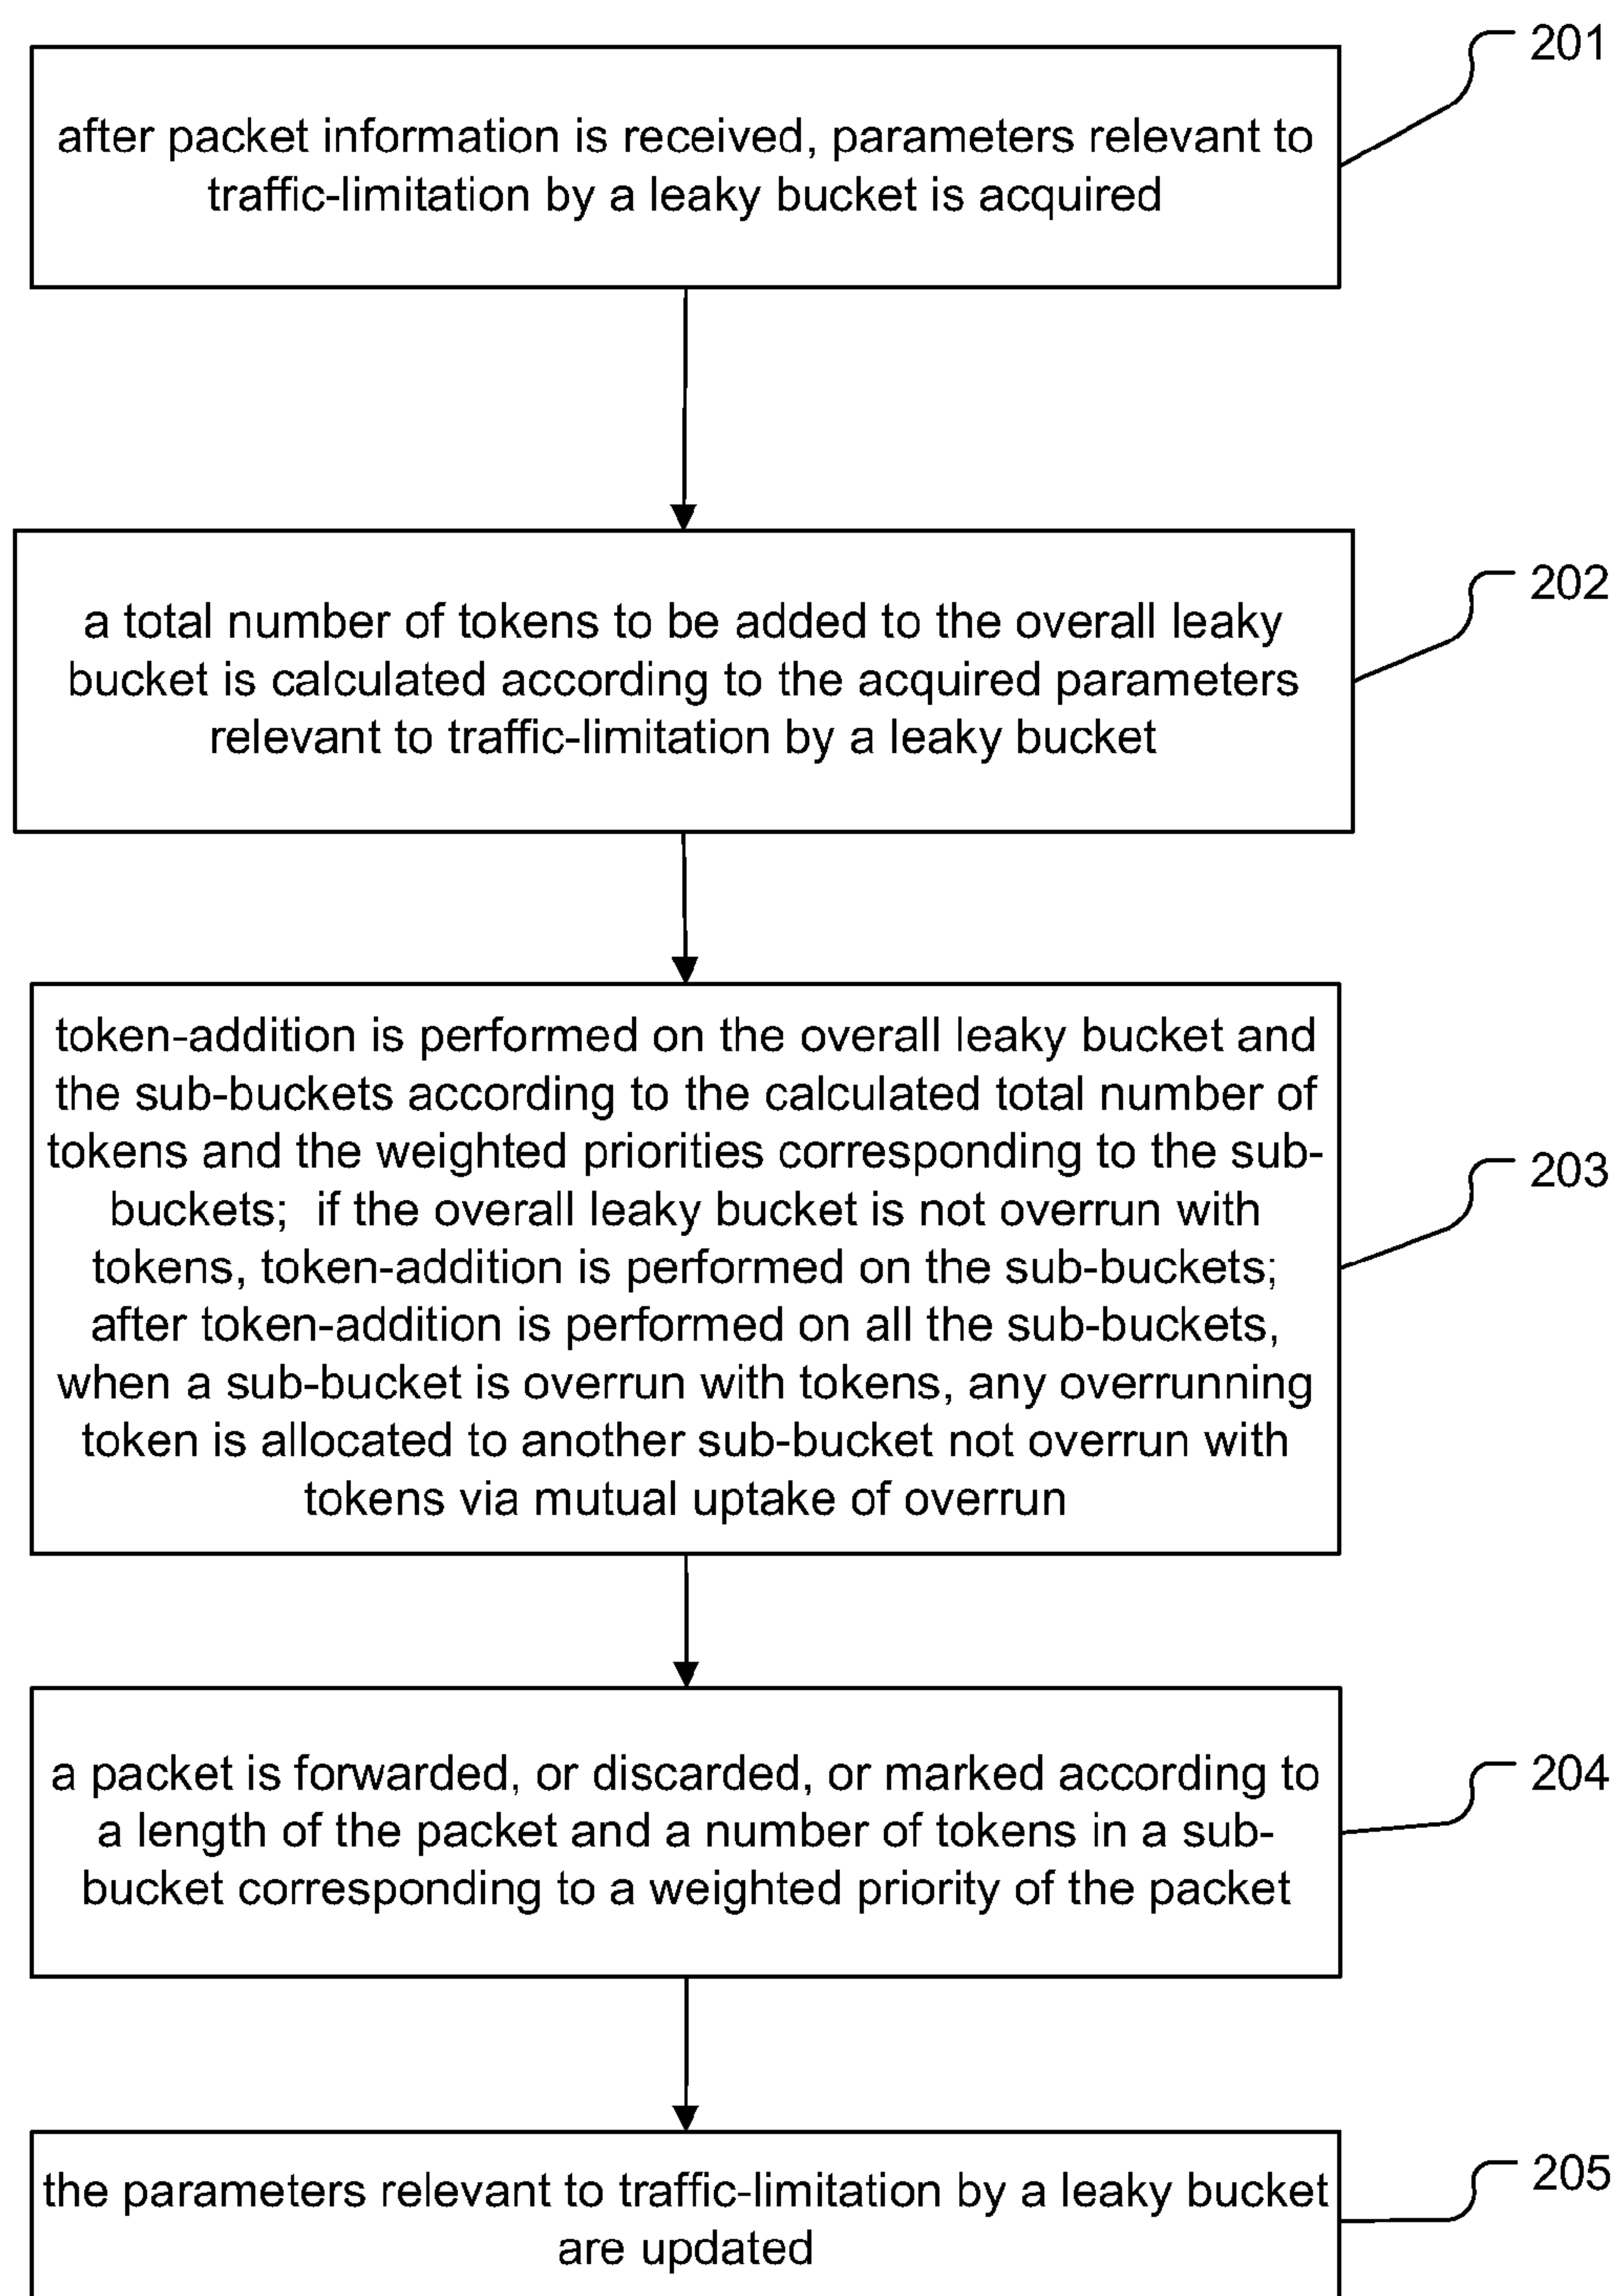 201
after packet information is received, parameters relevant to
traffic-limitation by a leaky bucket is acquired
202
a total number of tokens to be added to the overall leaky
bucket is calculated according to the acquired parameters
relevant to traffic-limitation by a leaky bucket
203
token-addition is performed on the overall leaky bucket and
the sub-buckets according to the calculated total number of
tokens and the weighted priorities corresponding to the sub-
buckets;  if the overall leaky bucket is not overrun with
tokens, token-addition is performed on the sub-buckets;
after token-addition is performed on all the sub-buckets,
when a sub-bucket is overrun with tokens, any overrunning
token is allocated to another sub-bucket not overrun with
tokens via mutual uptake of overrun
204
a packet is forwarded, or discarded, or marked according to
a length of the packet and a number of tokens in a sub-
bucket corresponding to a weighted priority of the packet
205
the parameters relevant to traffic-limitation by a leaky bucket
are updated